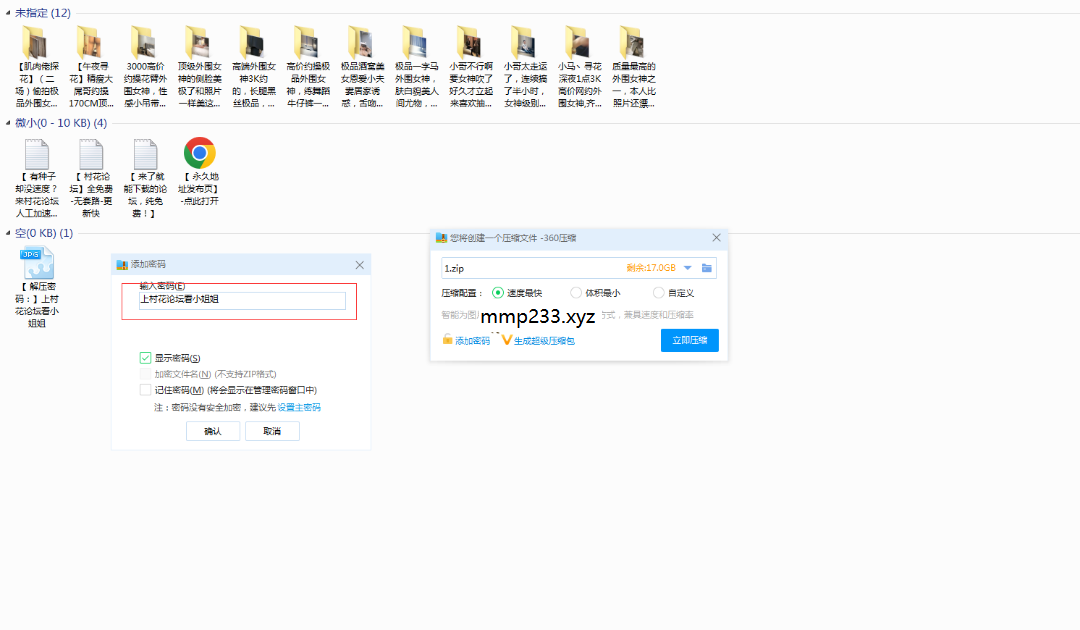 未指定 (12)
【肌肉佬探
花】(二
场) 偷拍极
品外围女...
【午夜寻
花】精瘦大
屌哥约操
170CM顶...
3000高价
约操花臂外
围女神，性
感小吊带...
顶级外围女
神的侧脸美
极了和照片
一样美这...
高端外围女
神3K约
的，长腿黑
丝极品，...
高价约操极
品外围女
神，练舞蹈
牛仔裤一...
极品酒窝美
女恩爱小夫
妻居家诱
惑，舌吻...
极品一字马
外围女神，
肤白貌美人
间尤物，...
小哥不行啊
要女神吹了
好久才立起
来喜欢抽...
小哥太走运
了，连续搞
了半小时，
女神级别...
小马丶寻花
深夜1点3K
高价网约外
围女神,齐...
质量最高的
外围女神之
一，本人比
照片还漂...
微小(0 - 10 KB) (4)
【 有种子
却没速度？
来村花论坛
人工加速...
【 村花论
坛】全免费
-无套路-更
新快
【 来了就
能下载的论
坛，纯免
费！】
【 永久地
址发布页】
-点此打开
空(0 KB) (1)
JPG
【 解压密
码：】上村
花论坛看小
姐姐
添加密码
输入密码(E)
上村花论坛看小姐姐
显示密码(S)
加密文件名(N) (不支持ZIP格式)
记住密码(M) (将会显示在管理密码窗口中)
注：密码没有安全加密，建议先 设置主密码
确认
取消
您将创建一个压缩文件 -360压缩
1.zip
剩余:17.0GB
压缩配置：
速度最快
体积最小
自定义
智能为图
mmp233.xyz
方式，兼具速度和压缩率
添加密码
生成超级压缩包
立即压缩